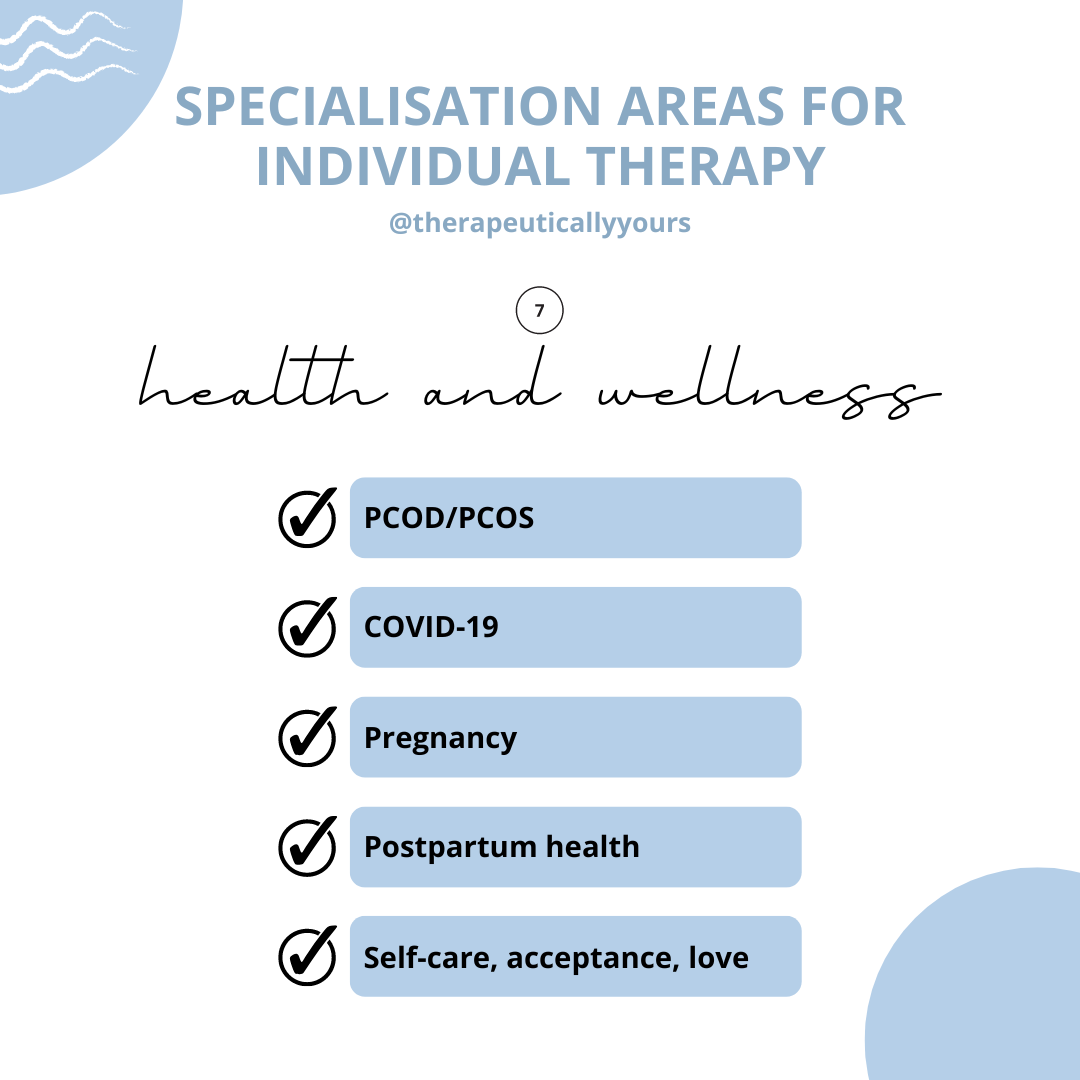 SPECIALISATION AREAS FOR
INDIVIDUAL THERAPY
@therapeuticallyyours
7
health and wellness
PCOD/PCOS
COVID-19
Pregnancy
Postpartum health
Self-care, acceptance, love